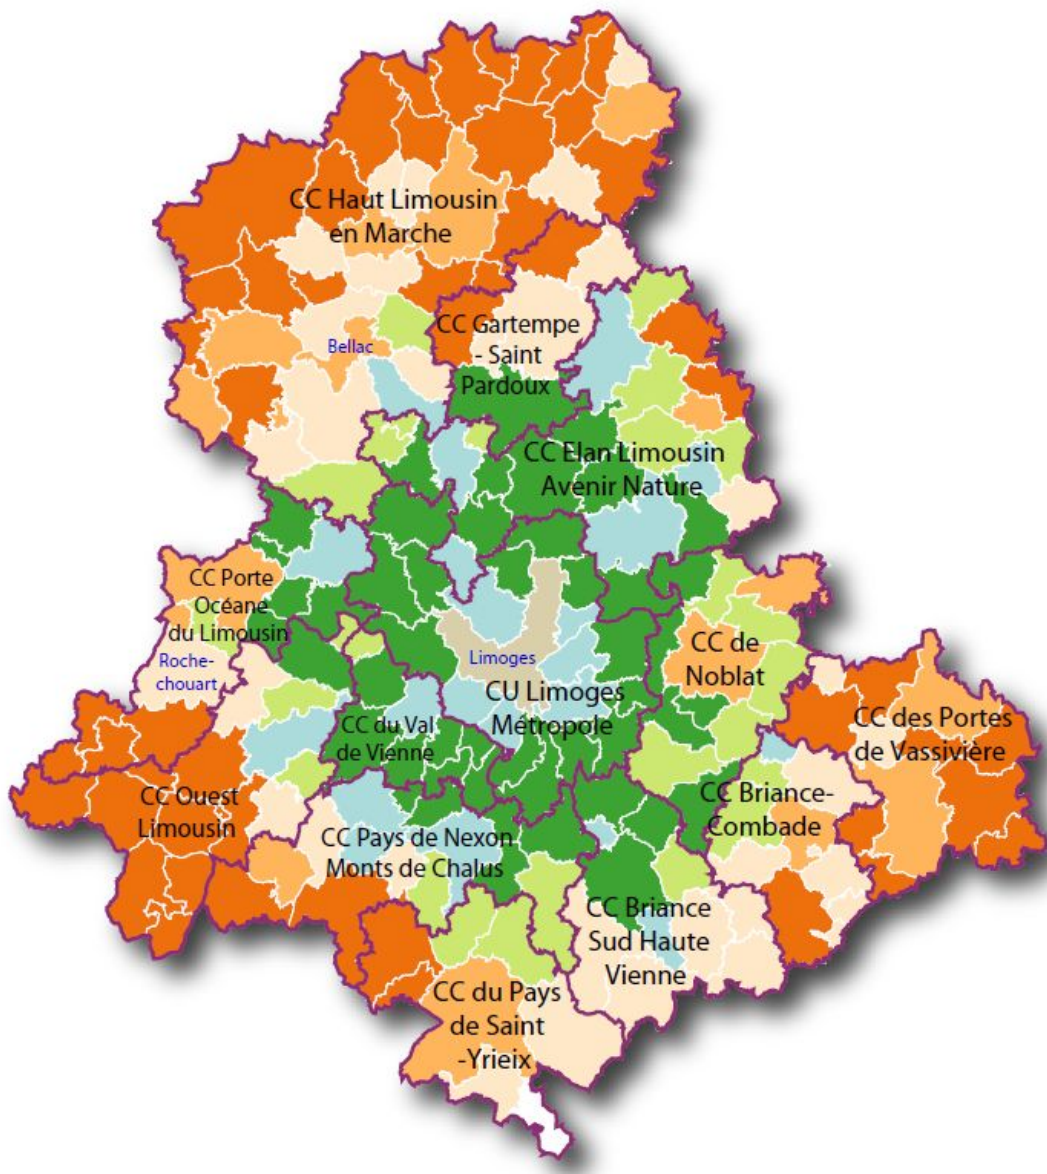 CC Haut Limousin
en Marche
CC Gartempe
- Saint
Pardoux
Bellac
CC Elan Limousin
Avenir Nature
CC Porte
Océane
du Limousin
Roche-
chouart
Limoges
CU Limoges
Métropole
CC de
Noblat
CC du Val
de Vienne
CC des Portes
de Vassivière
CC Ouest
Limousin
CC Briance-
Combade
CC Pays de Nexon
Monts de Chalus
CC Briance
Sud Haute
Vienne
CC du Pays
de Saint
-Yrieix